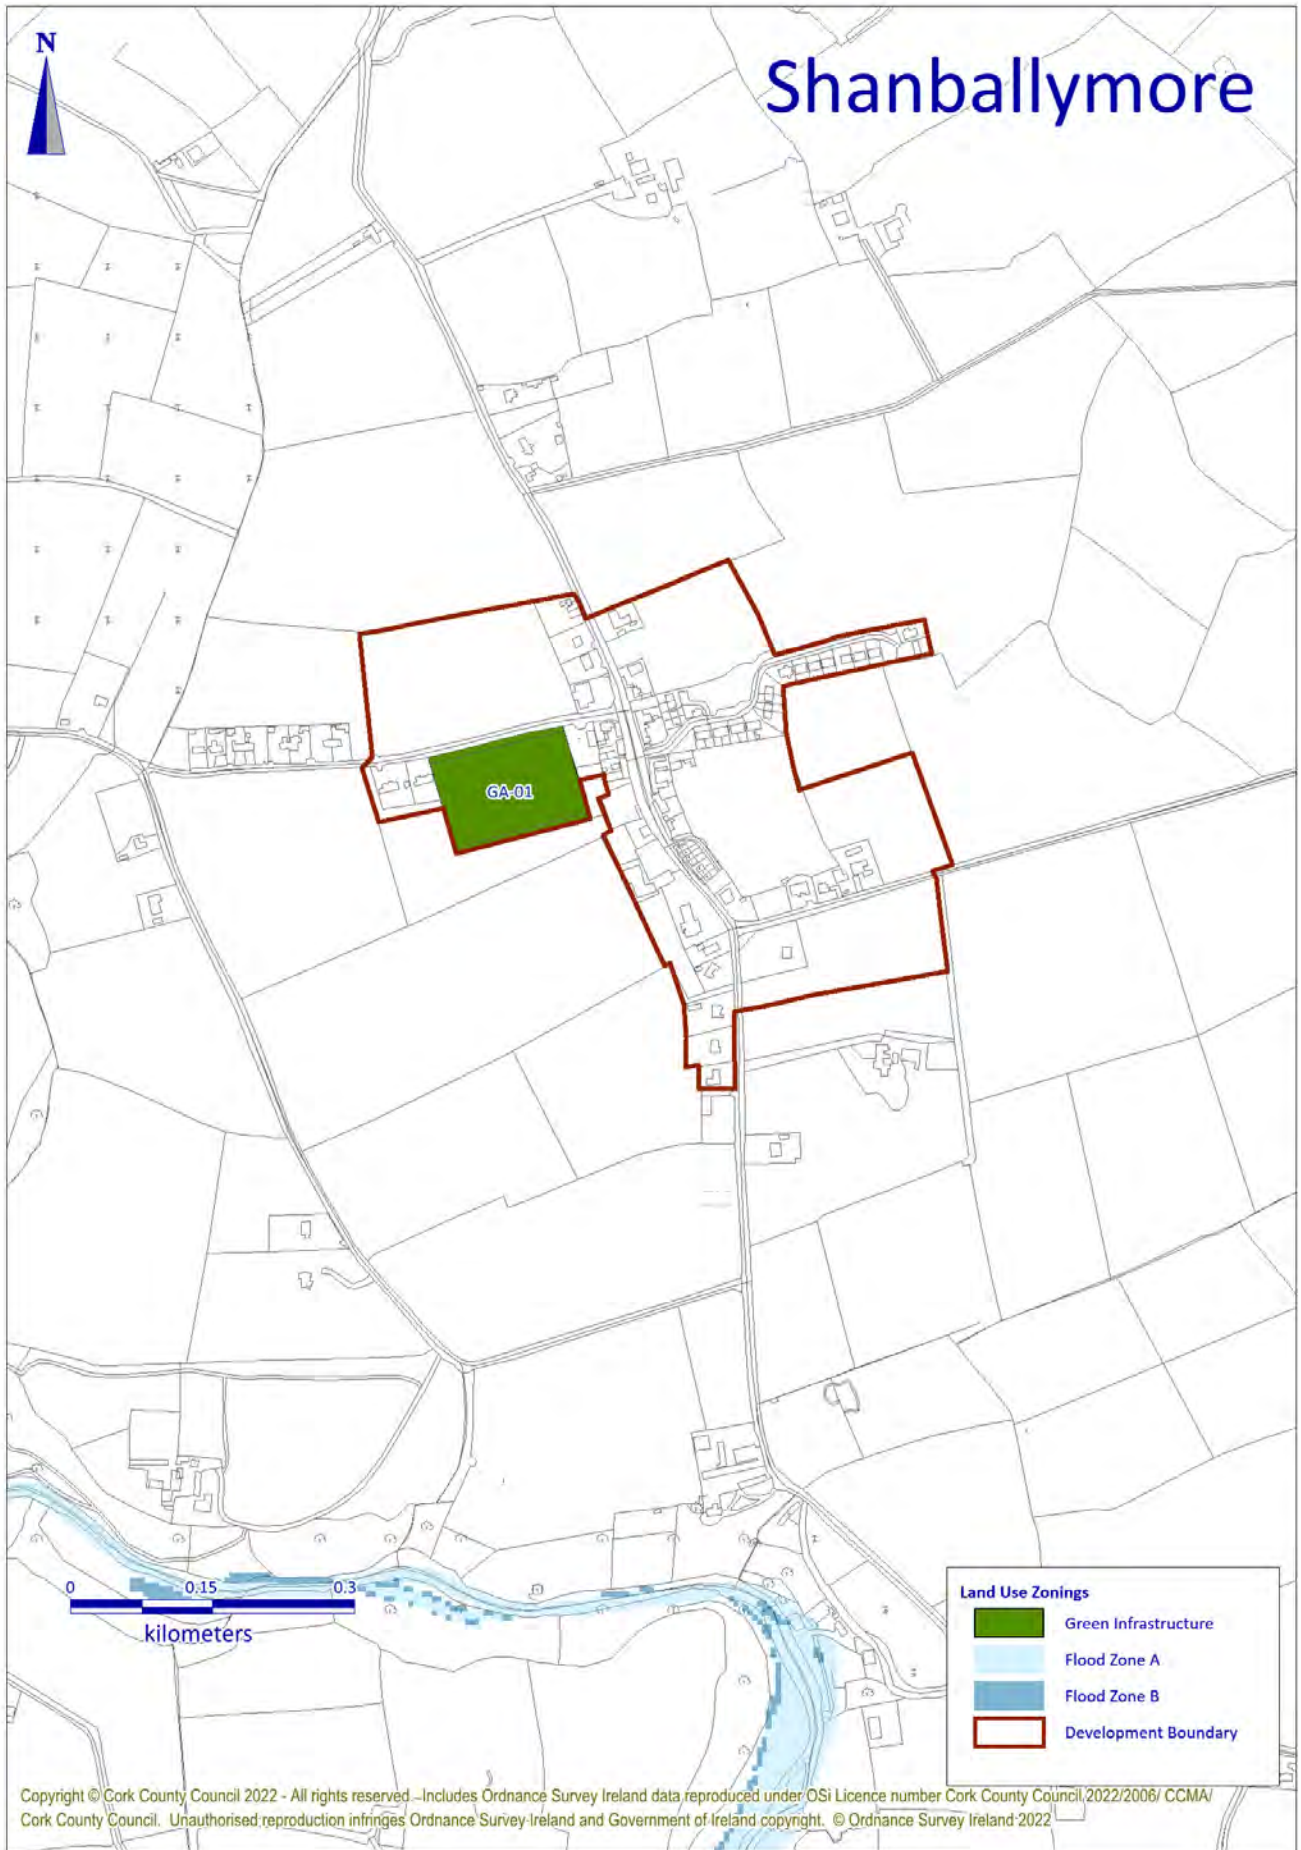 N
Shanballymore
GA-01
0 0.15 0.3
kilometers
Land Use Zonings
Green Infrastructure
Flood Zone A
Flood Zone B
Development Boundary
Copyright © Cork County Council 2022 - All rights reserved. Includes Ordnance Survey Ireland data reproduced under OSi Licence number Cork County Council 2022/2006/ CCMA/
Cork County Council. Unauthorised reproduction infringes Ordnance Survey Ireland and Government of Ireland copyright. © Ordnance Survey Ireland 2022